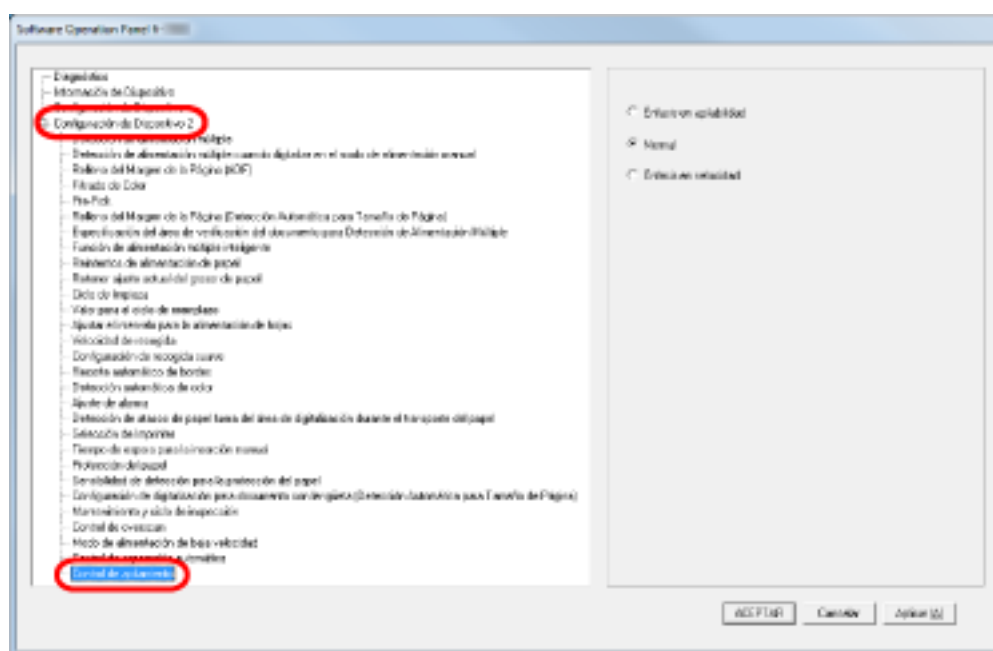 Software Operation Panel fi-
Diagnóstico
Información de Dispositivo
Configuración de Dispositivo 2
Detección de alimentación múltiple cuando digitaliza en el modo de alimentación manual
Relleno del Margen de la Página (ADF)
Filtrado de Color
Pre-Pick
Relleno del Margen de la Página (Detección Automática para Tamaño de Página)
Especificación del área de verificación del documento para Detección de Alimentación Múltiple
Función de alimentación múltiple inteligente
Reintentos de alimentación de papel
Retener ajuste actual del grosor de papel
Ciclo de limpieza
Valor para el ciclo de reemplazo
Ajustar el intervalo para la alimentación de hojas
Velocidad de recogida
Configuración de recogida suave
Recorte automático de bordes
Detección automática de color
Ajuste de alarma
Detección de atasco de papel fuera del área de digitalización durante el transporte del papel
Selección de imprinter
Tiempo de espera para la inserción manual
Protección del papel
Sensibilidad de detección para la protección del papel
Configuración de digitalización para documento con lengüeta (Detección Automática para Tamaño de Página)
Mantenimiento y ciclo de inspección
Control de overscan
Modo de alimentación de baja velocidad
Control de separación automática
Control de apilamiento
Énfasis en apilabilidad
Normal
Énfasis en velocidad
ACEPTAR
Cancelar
Aplicar (A)